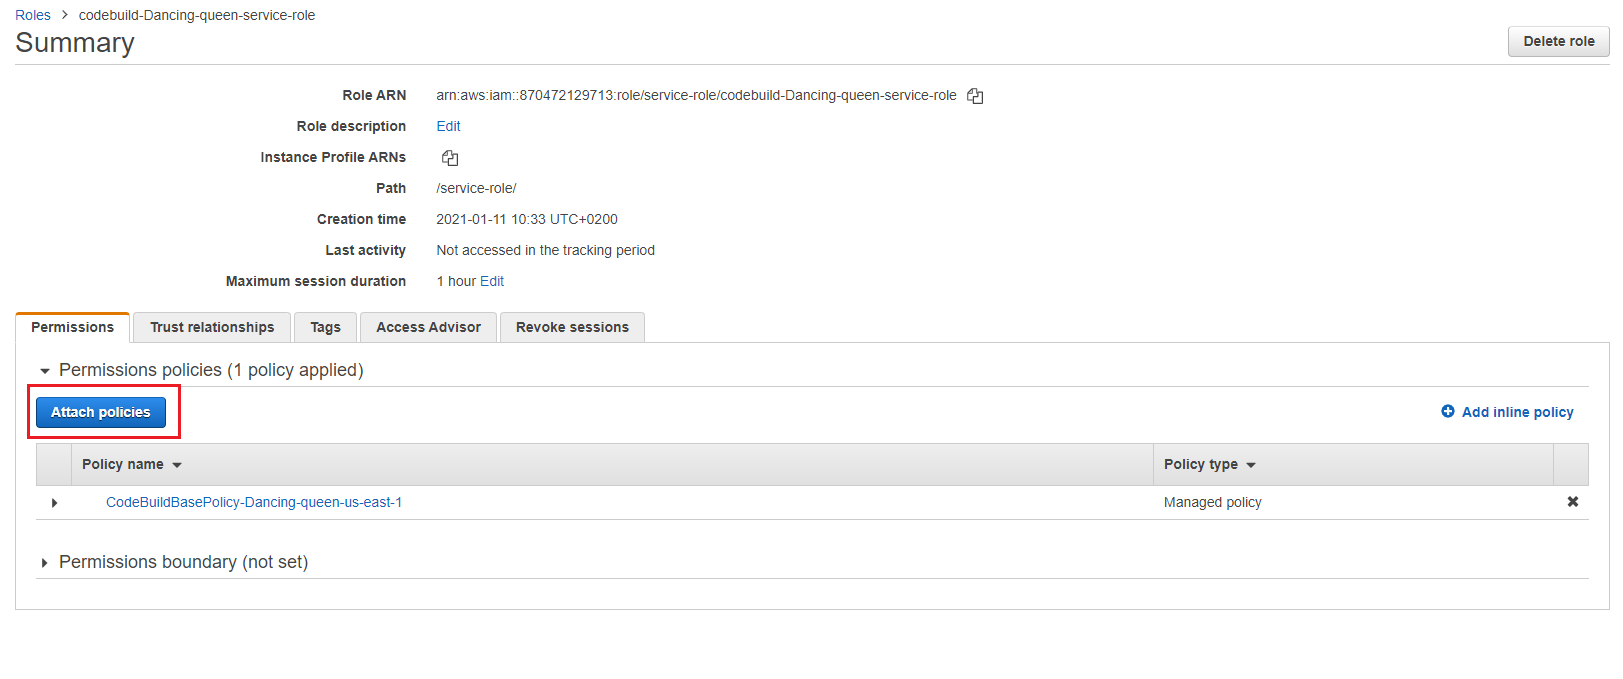 Roles > codebuild-Dancing-queen-service-role
Summary
Delete role
Role ARN arn:aws:iam::870472129713:role/service-role/codebuild-Dancing-queen-service-role
Role description Edit
Instance Profile ARNs
Path /service-role/
Creation time 2021-01-11 10:33 UTC+0200
Last activity Not accessed in the tracking period
Maximum session duration 1 hour Edit
Permissions Trust relationships Tags Access Advisor Revoke sessions
Permissions policies (1 policy applied)
Attach policies Add inline policy
Policy name Policy type
CodeBuildBasePolicy-Dancing-queen-us-east-1 Managed policy
Permissions boundary (not set)